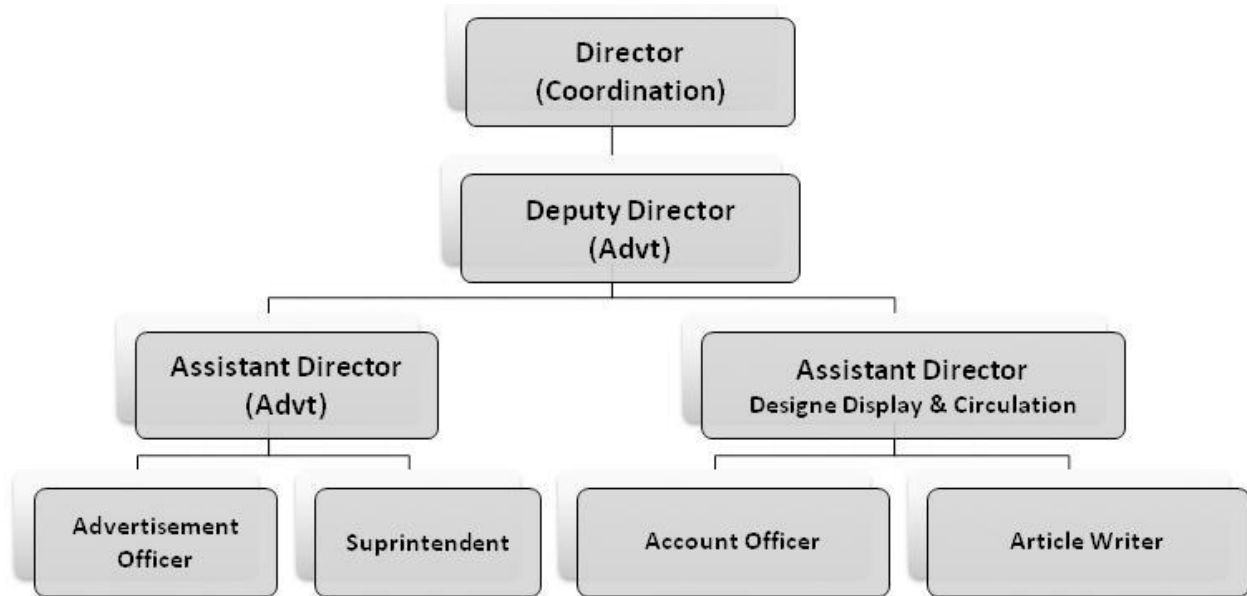 Director
(Coordination)
Deputy Director
(Advt)
Assistant Director
(Advt)
Assistant Director
Designe Display & Circulation
Advertisement
Officer
Suprintendent
Account Officer
Article Writer